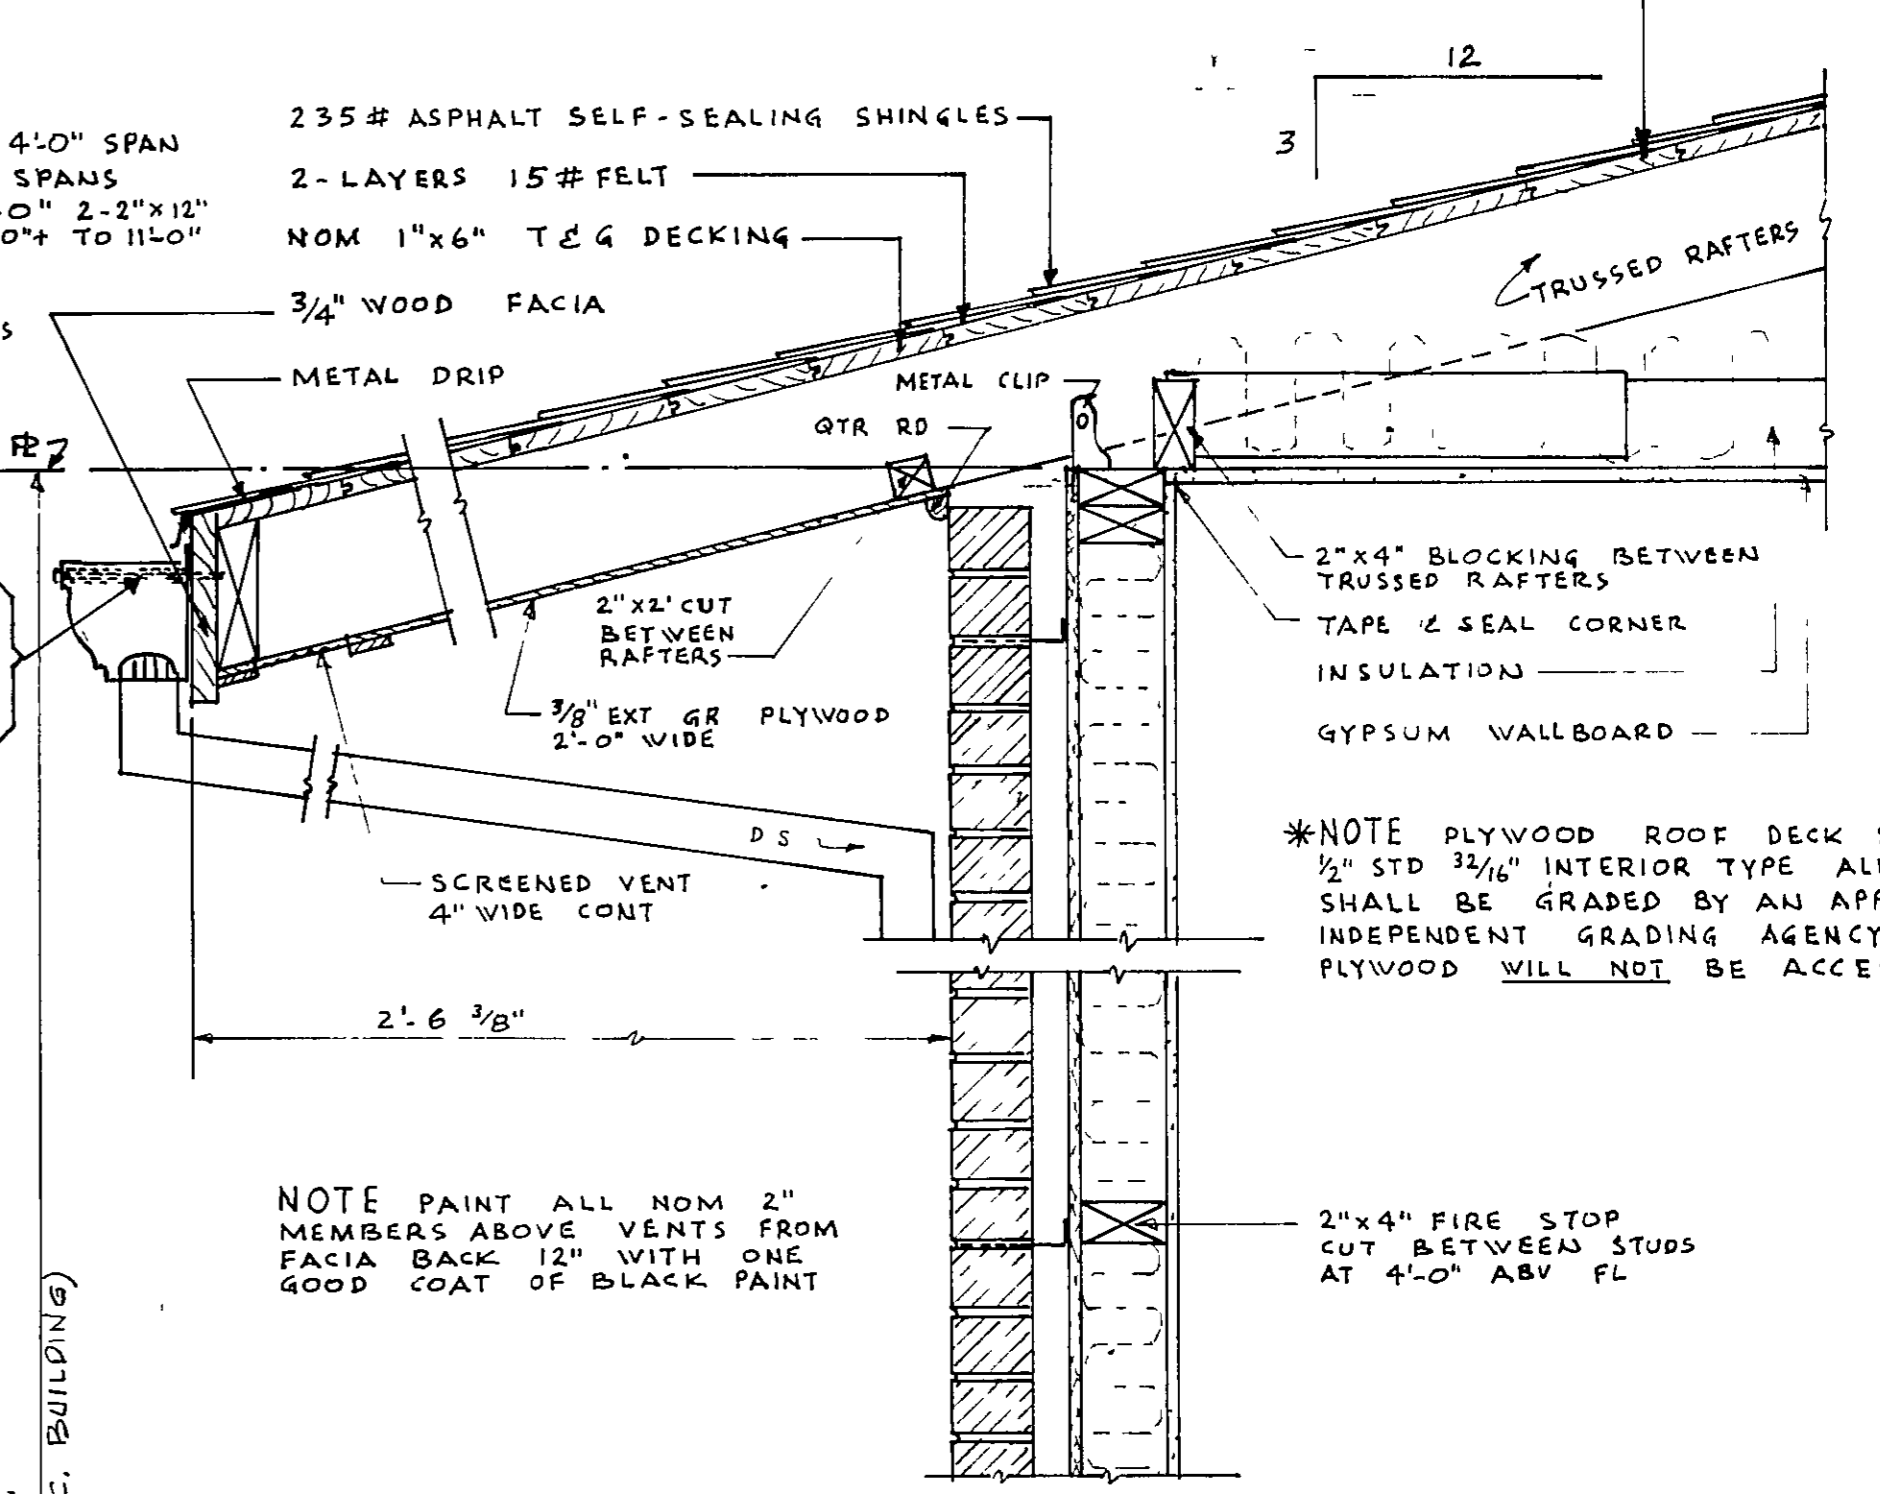 12
3
4'-0" SPAN
SPANS
-0" 2-2"x12"
0"+ TO 11'-0"
S
235# ASPHALT SELF-SEALING SHINGLES
2-LAYERS 15# FELT
NOM 1"x6" T & G DECKING
3/4" WOOD FACIA
METAL DRIP
TRUSSED RAFTERS
METAL CLIP
QTR RD
2"x2' CUT
BETWEEN
RAFTERS
3/8" EXT GR PLYWOOD
2'-0" WIDE
DS
SCREENED VENT
4" WIDE CONT
2'-6 3/8"
2"x4" BLOCKING BETWEEN
TRUSSED RAFTERS
TAPE & SEAL CORNER
INSULATION
GYPSUM WALLBOARD
*NOTE PLYWOOD ROOF DECK
1/2" STD 32/16" INTERIOR TYPE
SHALL BE GRADED BY AN
INDEPENDENT GRADING AGENCY
PLYWOOD WILL NOT BE
NOTE PAINT ALL NOM 2"
MEMBERS ABOVE VENTS FROM
FACIA BACK 12" WITH ONE
GOOD COAT OF BLACK PAINT
2"x4" FIRE STOP
CUT BETWEEN STUDS
AT 4'-0" ABV FL
BUILDING)